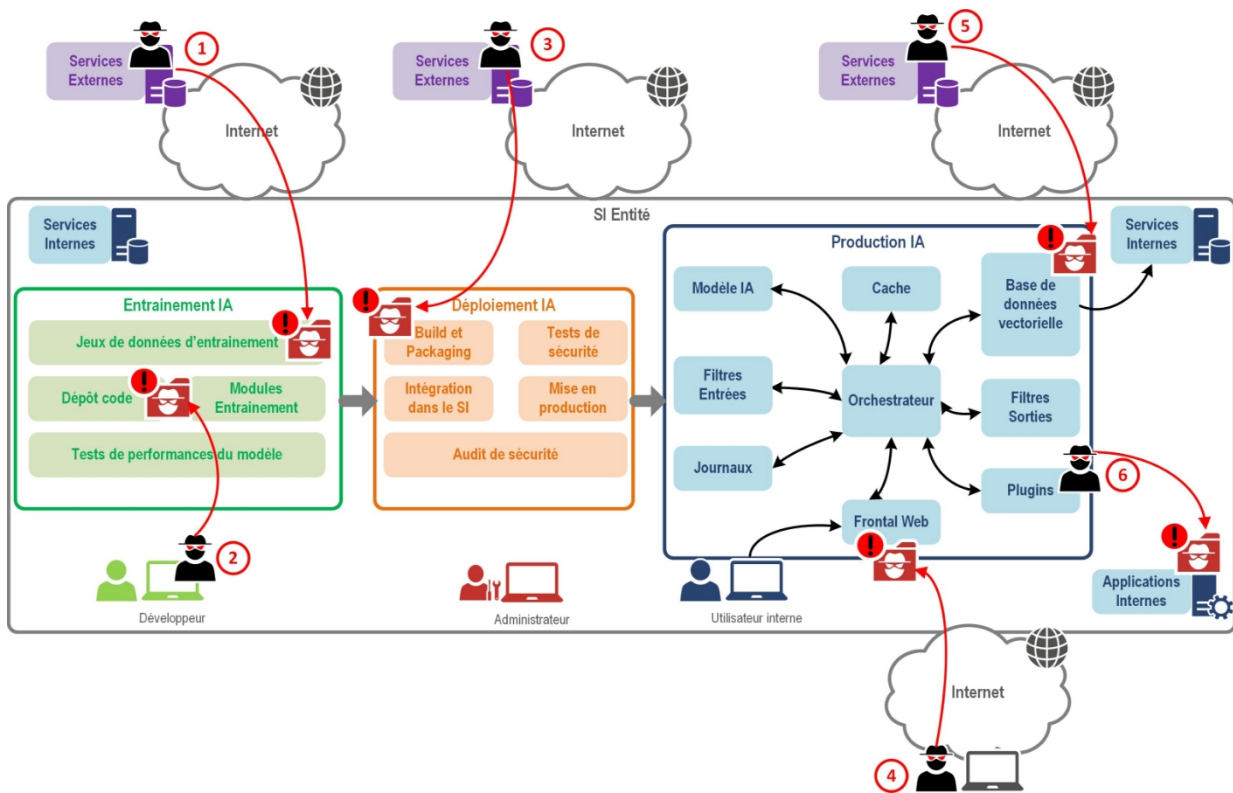 1
Services
Externes
Internet
3
Services
Externes
Internet
5
Services
Externes
Internet
SI Entité
Services
Internes
Entrainement IA
Jeux de données d'entrainement
Dépôt code
Modules
Entrainement
Tests de performances du modèle
Déploiement IA
Build et
Packaging
Tests de
sécurité
Intégration
dans le SI
Mise en
production
Audit de sécurité
Production IA
Modèle IA
Cache
Base de
données
vectorielle
Services
Internes
Filtres
Entrées
Orchestrateur
Filtres
Sorties
Journaux
Plugins
6
Frontal Web
Applications
Internes
2
Développeur
Administrateur
Utilisateur interne
Internet
4